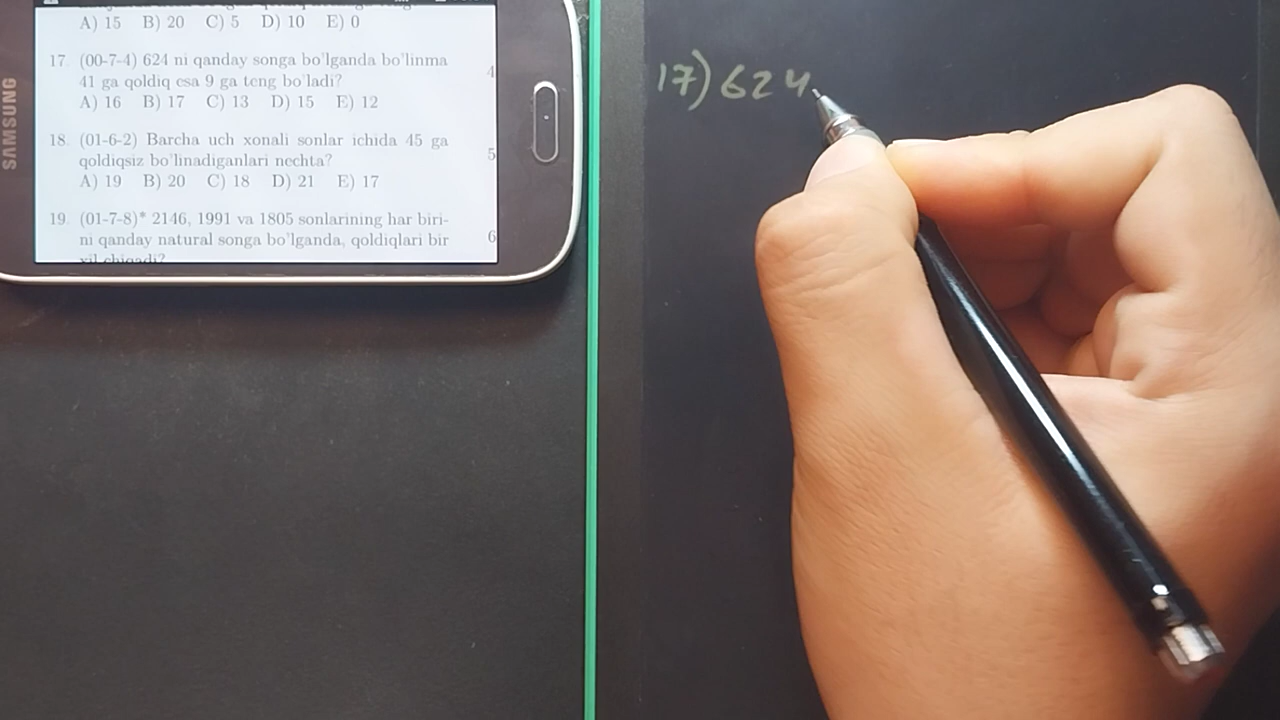 A) 15 B) 20 C) 5 D) 10 E) 0
17. (00-7-4) 624 ni qanday songa bo'lganda bo'linma
41 ga qoldiq esa 9 ga teng bo'ladi?
A) 16 B) 17 C) 13 D) 15 E) 12
18. (01-6-2) Barcha uch xonali sonlar ichida 45 ga
qoldiqsiz bo'linadiganlari nechta?
A) 19 B) 20 C) 18 D) 21 E) 17
19. (01-7-8)* 2146, 1991 va 1805 sonlarining har biri-
ni qanday natural songa bo'lganda, qoldiqlari bir
xil chiqadi?
4
5
6
SAMSUNG
17) 624